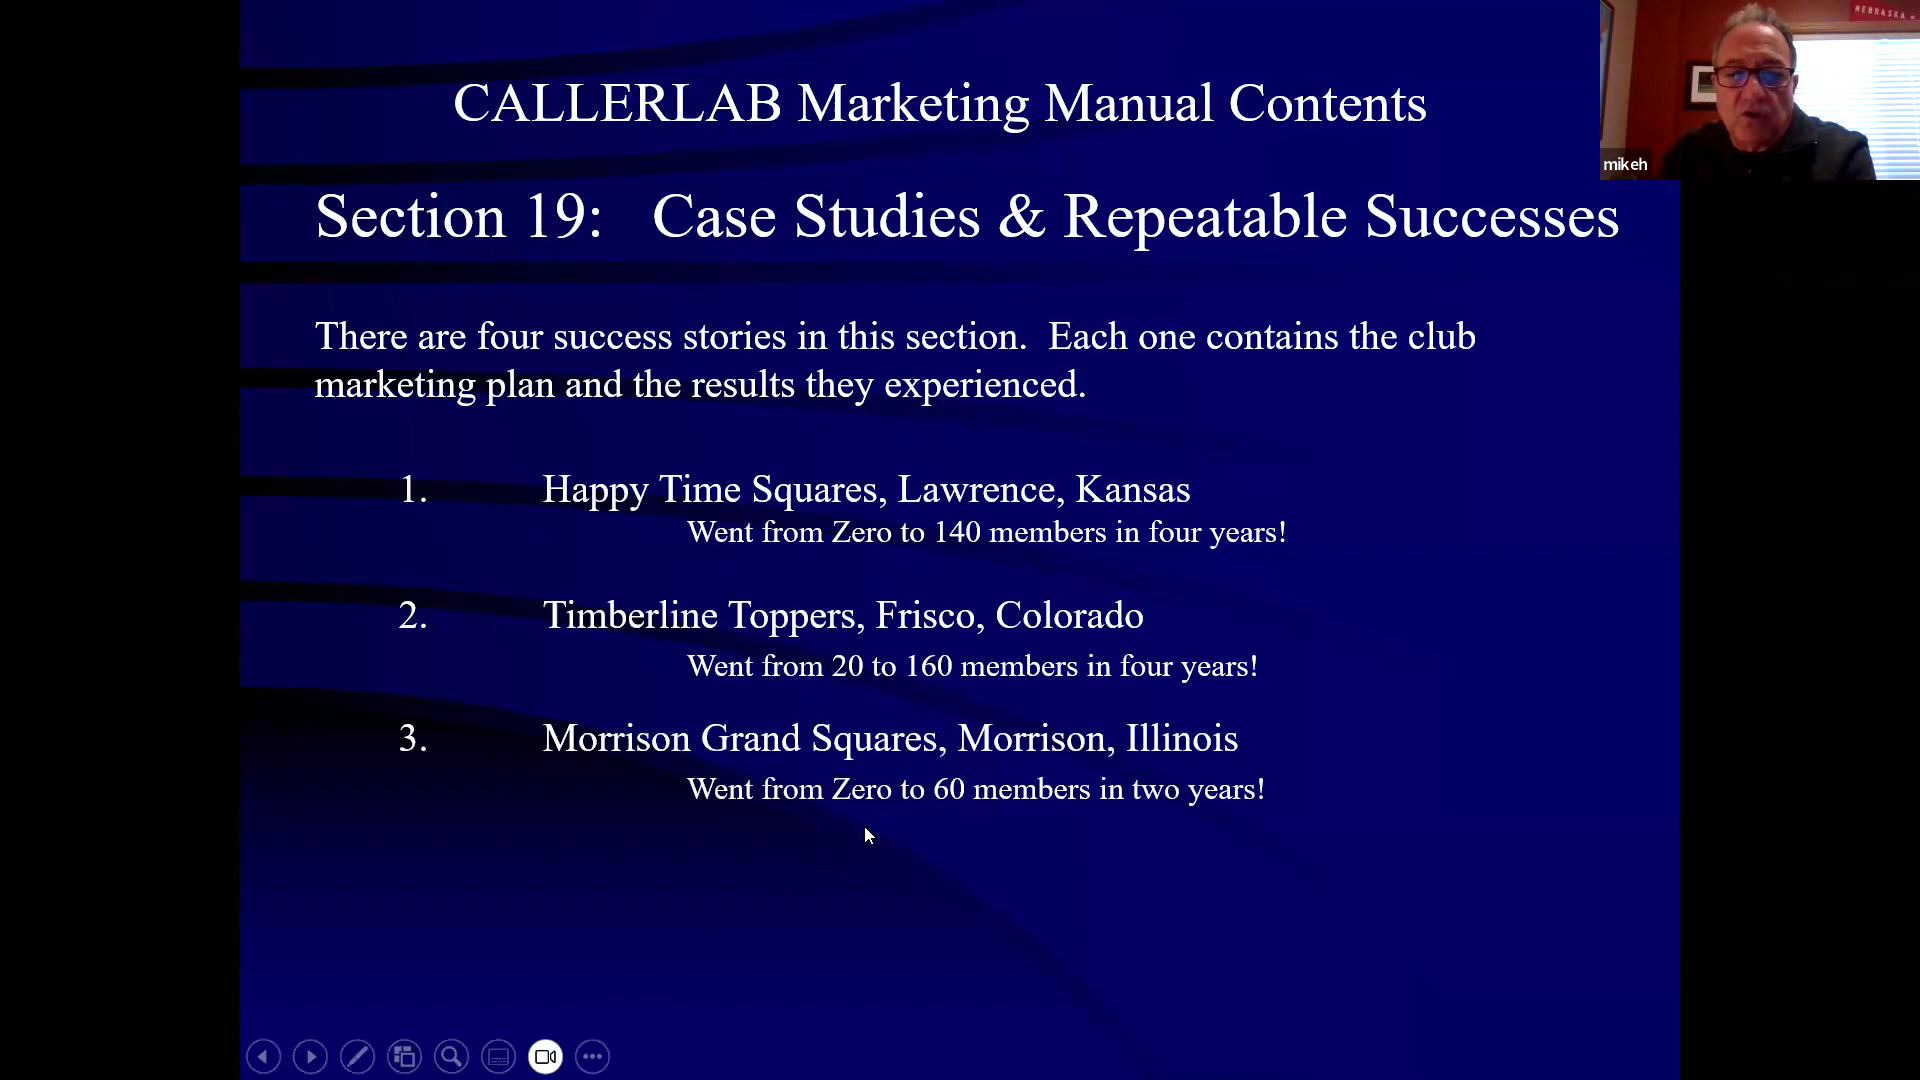 CALLERLAB Marketing Manual Contents
NEBRASKA
mikeh
Section 19: Case Studies & Repeatable Successes
There are four success stories in this section. Each one contains the club
marketing plan and the results they experienced.
1. Happy Time Squares, Lawrence, Kansas
Went from Zero to 140 members in four years!
2. Timberline Toppers, Frisco, Colorado
Went from 20 to 160 members in four years!
3. Morrison Grand Squares, Morrison, Illinois
Went from Zero to 60 members in two years!